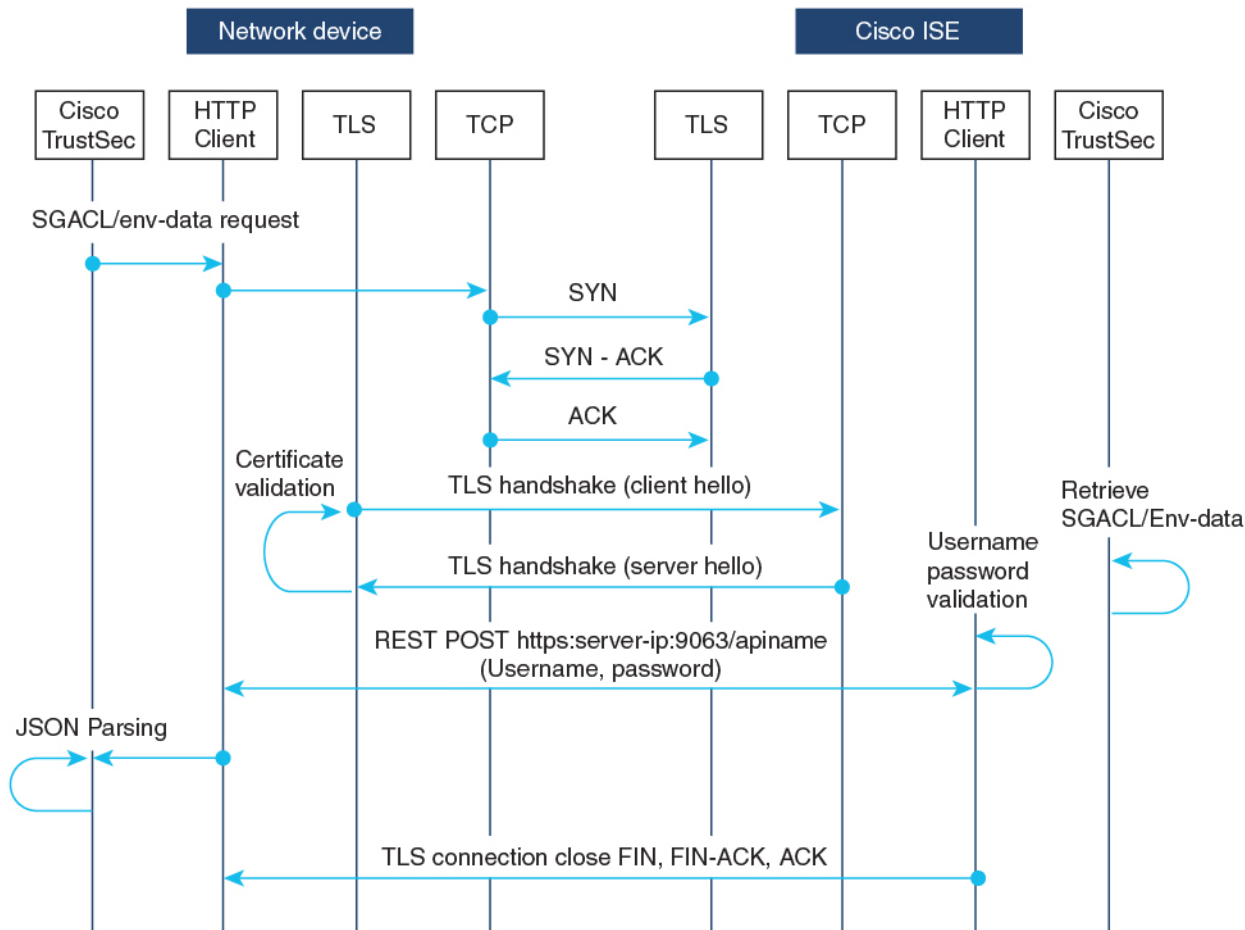 Network device
Cisco ISE
Cisco
TrustSec
HTTP
Client
TLS
TCP
TLS
TCP
HTTP
Client
Cisco
TrustSec
SGACL/env-data request
SYN
SYN - ACK
ACK
Certificate
validation
TLS handshake (client hello)
Retrieve
SGACL/Env-data
Username
password
validation
TLS handshake (server hello)
REST POST https:server-ip:9063/apiname
(Username, password)
JSON Parsing
TLS connection close FIN, FIN-ACK, ACK